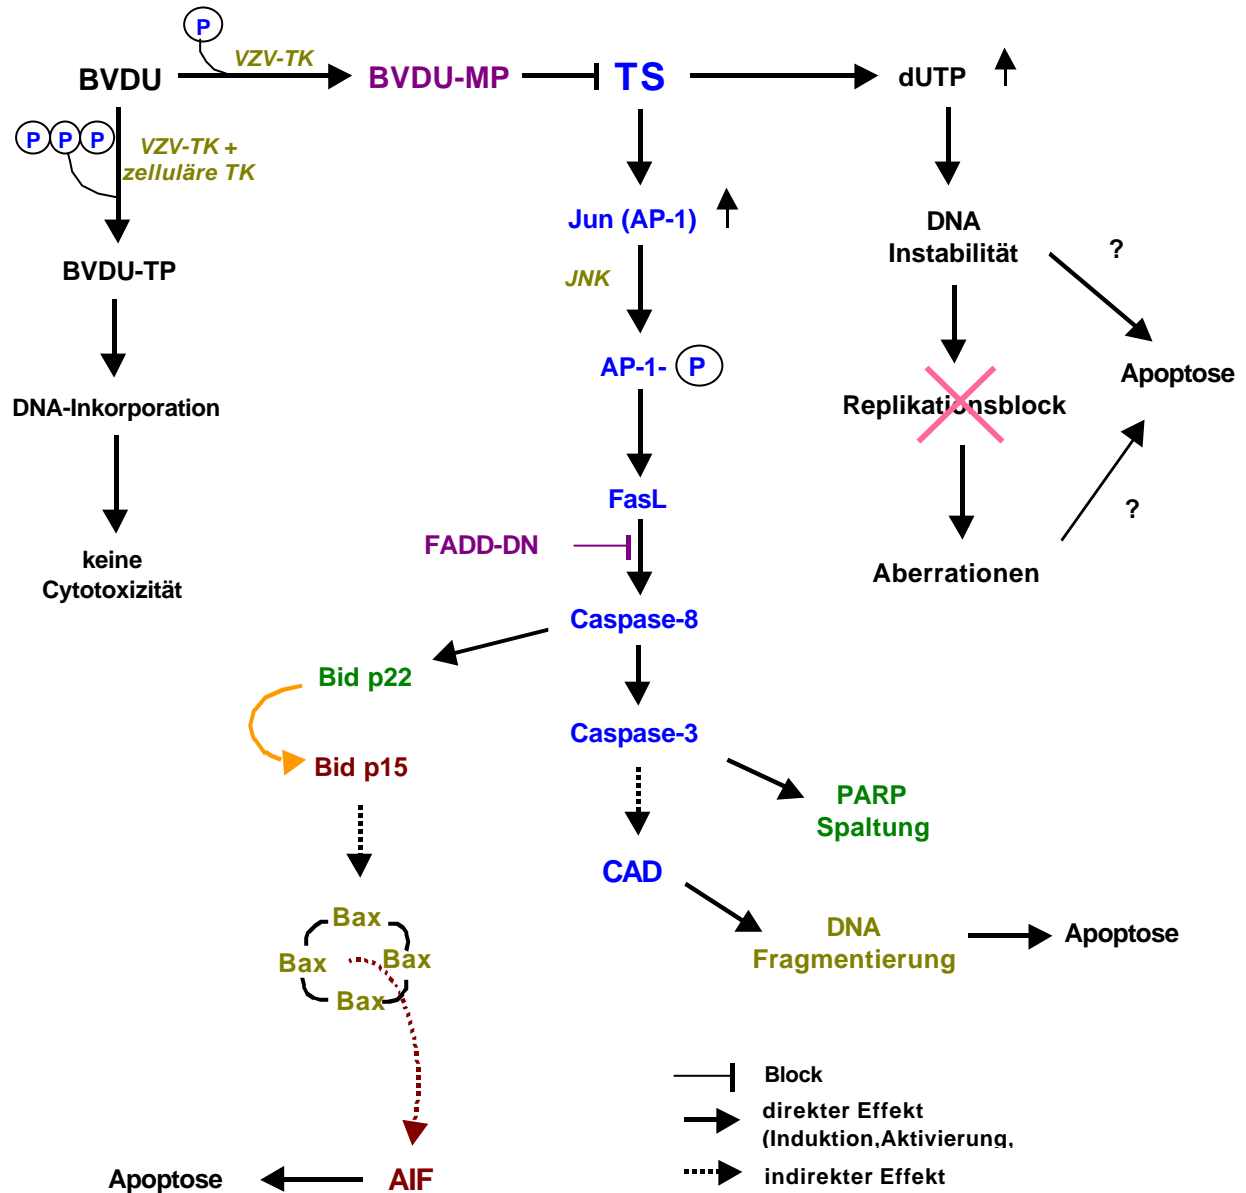 P
VZV-TK
BVDU
BVDU-MP
TS
dUTP
P P P
VZV-TK +
zelluläre TK
Jun (AP-1)
DNA
Instabilität
?
BVDU-TP
JNK
AP-1- P
Apoptose
DNA-Inkorporation
Replikationsblock
FasL
?
FADD-DN
keine
Cytotoxizität
Aberrationen
Caspase-8
Bid p22
Caspase-3
Bid p15
PARP
Spaltung
CAD
Bax
Bax
Bax
Bax
DNA
Fragmentierung
Apoptose
Block
direkter Effekt
(Induktion,Aktivierung,
indirekter Effekt
AIF
Apoptose